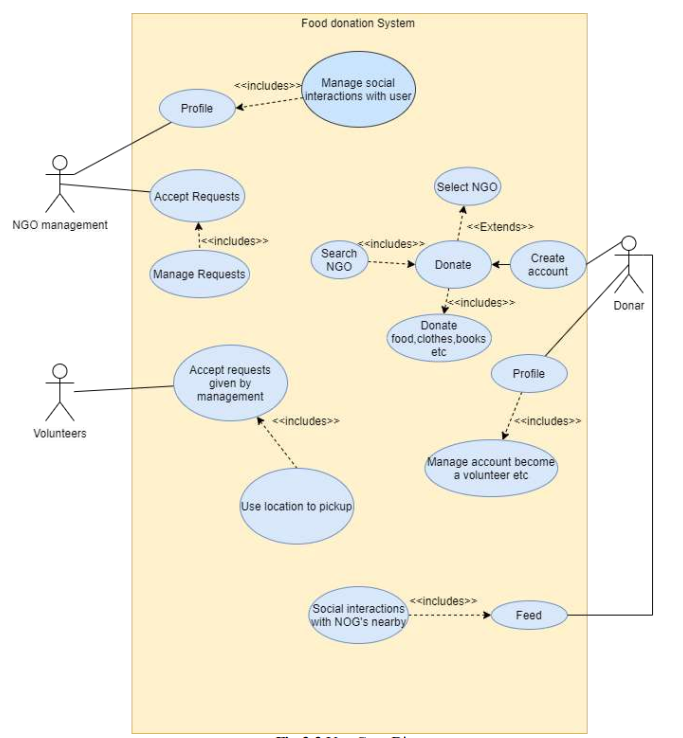 Food donation System
<<includes>>
Manage social
interactions with user
Profile
NGO management
Accept Requests
<<includes>>
Manage Requests
Select NGO
<<Extends>>
Search
NGO
<<includes>>
Donate
Create
account
Donar
<<includes>>
Donate
food,clothes,books
etc
Profile
<<includes>>
Manage account become
a volunteer etc
Volunteers
Accept requests
given by
management
<<includes>>
Use location to pickup
Social interactions
with NOG's nearby
<<includes>>
Feed